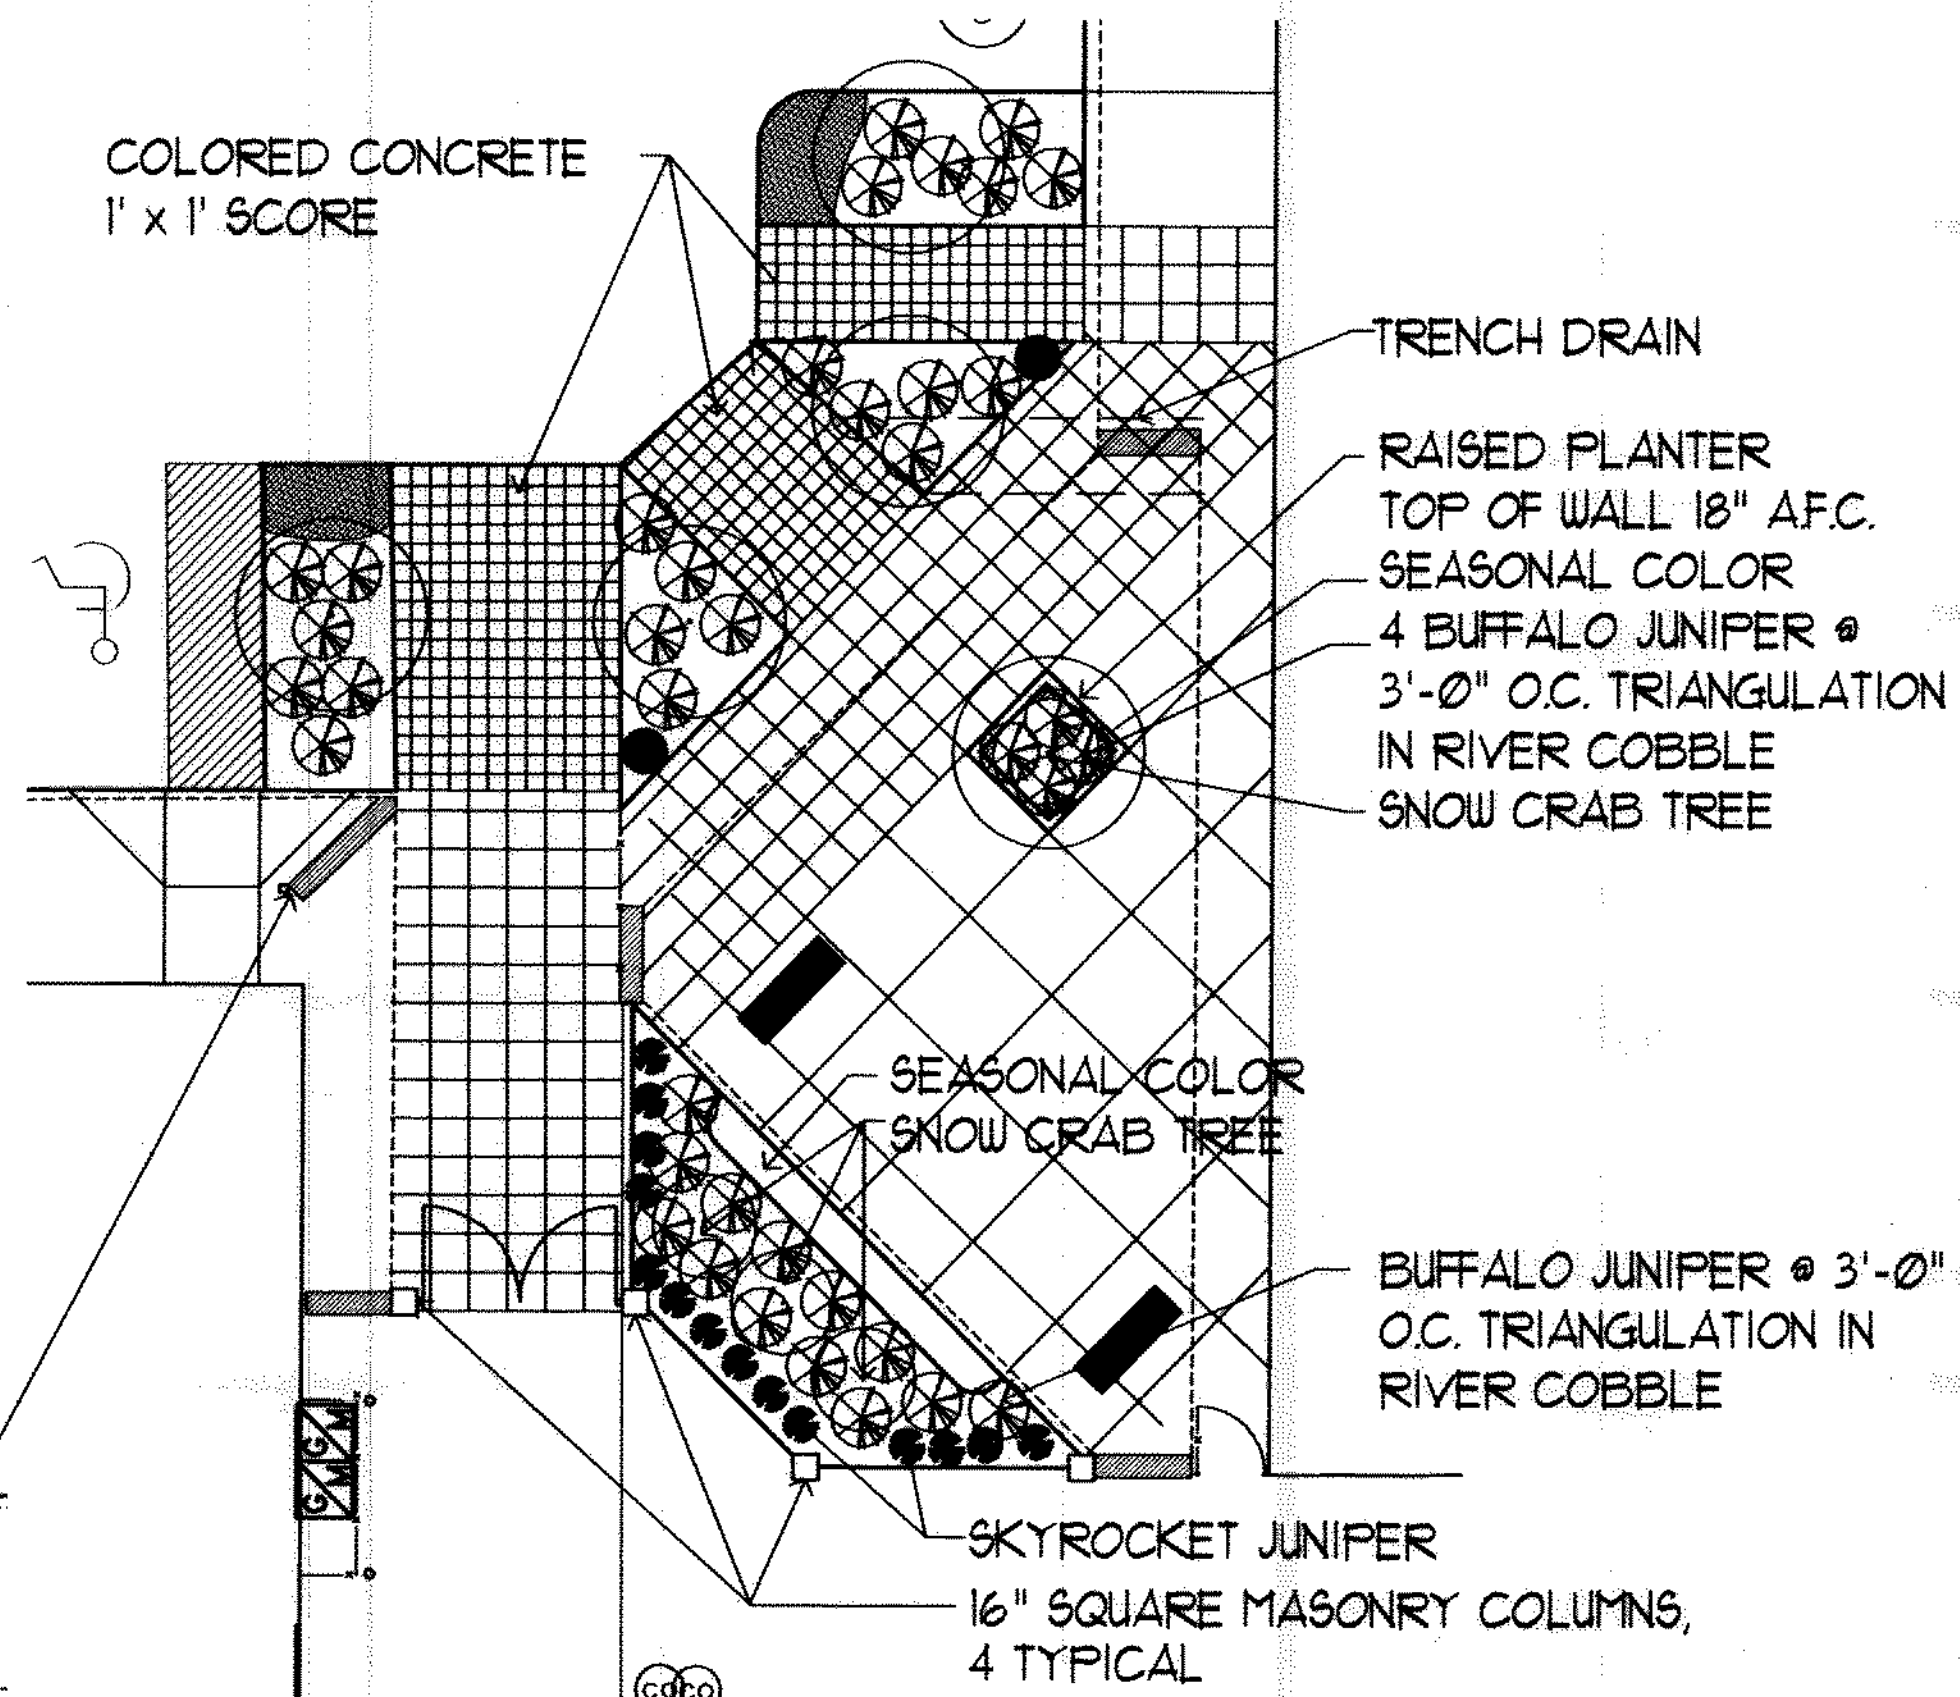 COLORED CONCRETE
1' x 1' SCORE
TRENCH DRAIN
RAISED PLANTER
TOP OF WALL 18" A.F.C.
SEASONAL COLOR
4 BUFFALO JUNIPER @
3'-0" O.C. TRIANGULATION
IN RIVER COBBLE
SNOW CRAB TREE
SEASONAL COLOR
SNOW CRAB TREE
BUFFALO JUNIPER @ 3'-0"
O.C. TRIANGULATION IN
RIVER COBBLE
G M
G M
SKYROCKET JUNIPER
16" SQUARE MASONRY COLUMNS,
4 TYPICAL
CO CO